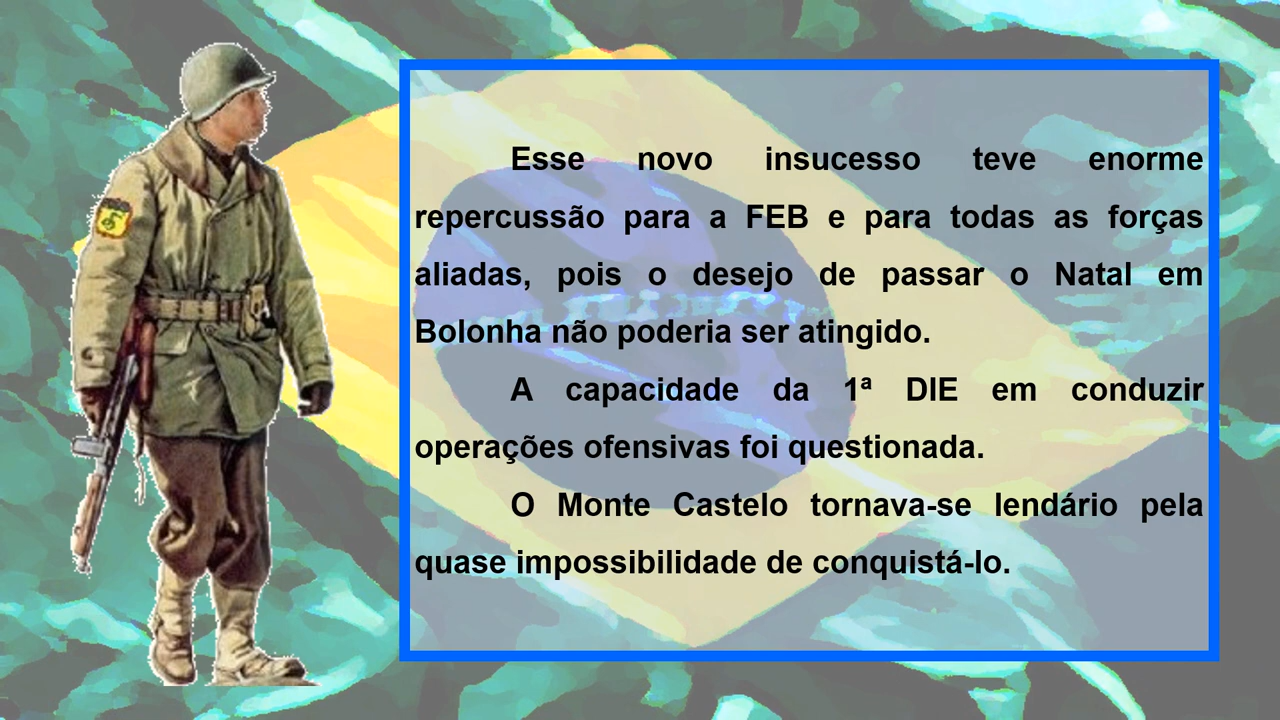 Esse novo insucesso teve enorme
repercussão para a FEB e para todas as forças
aliadas, pois o desejo de passar o Natal em
Bolonha não poderia ser atingido.
A capacidade da 1ª DIE em conduzir
operações ofensivas foi questionada.
O Monte Castelo tornava-se lendário pela
quase impossibilidade de conquistá-lo.